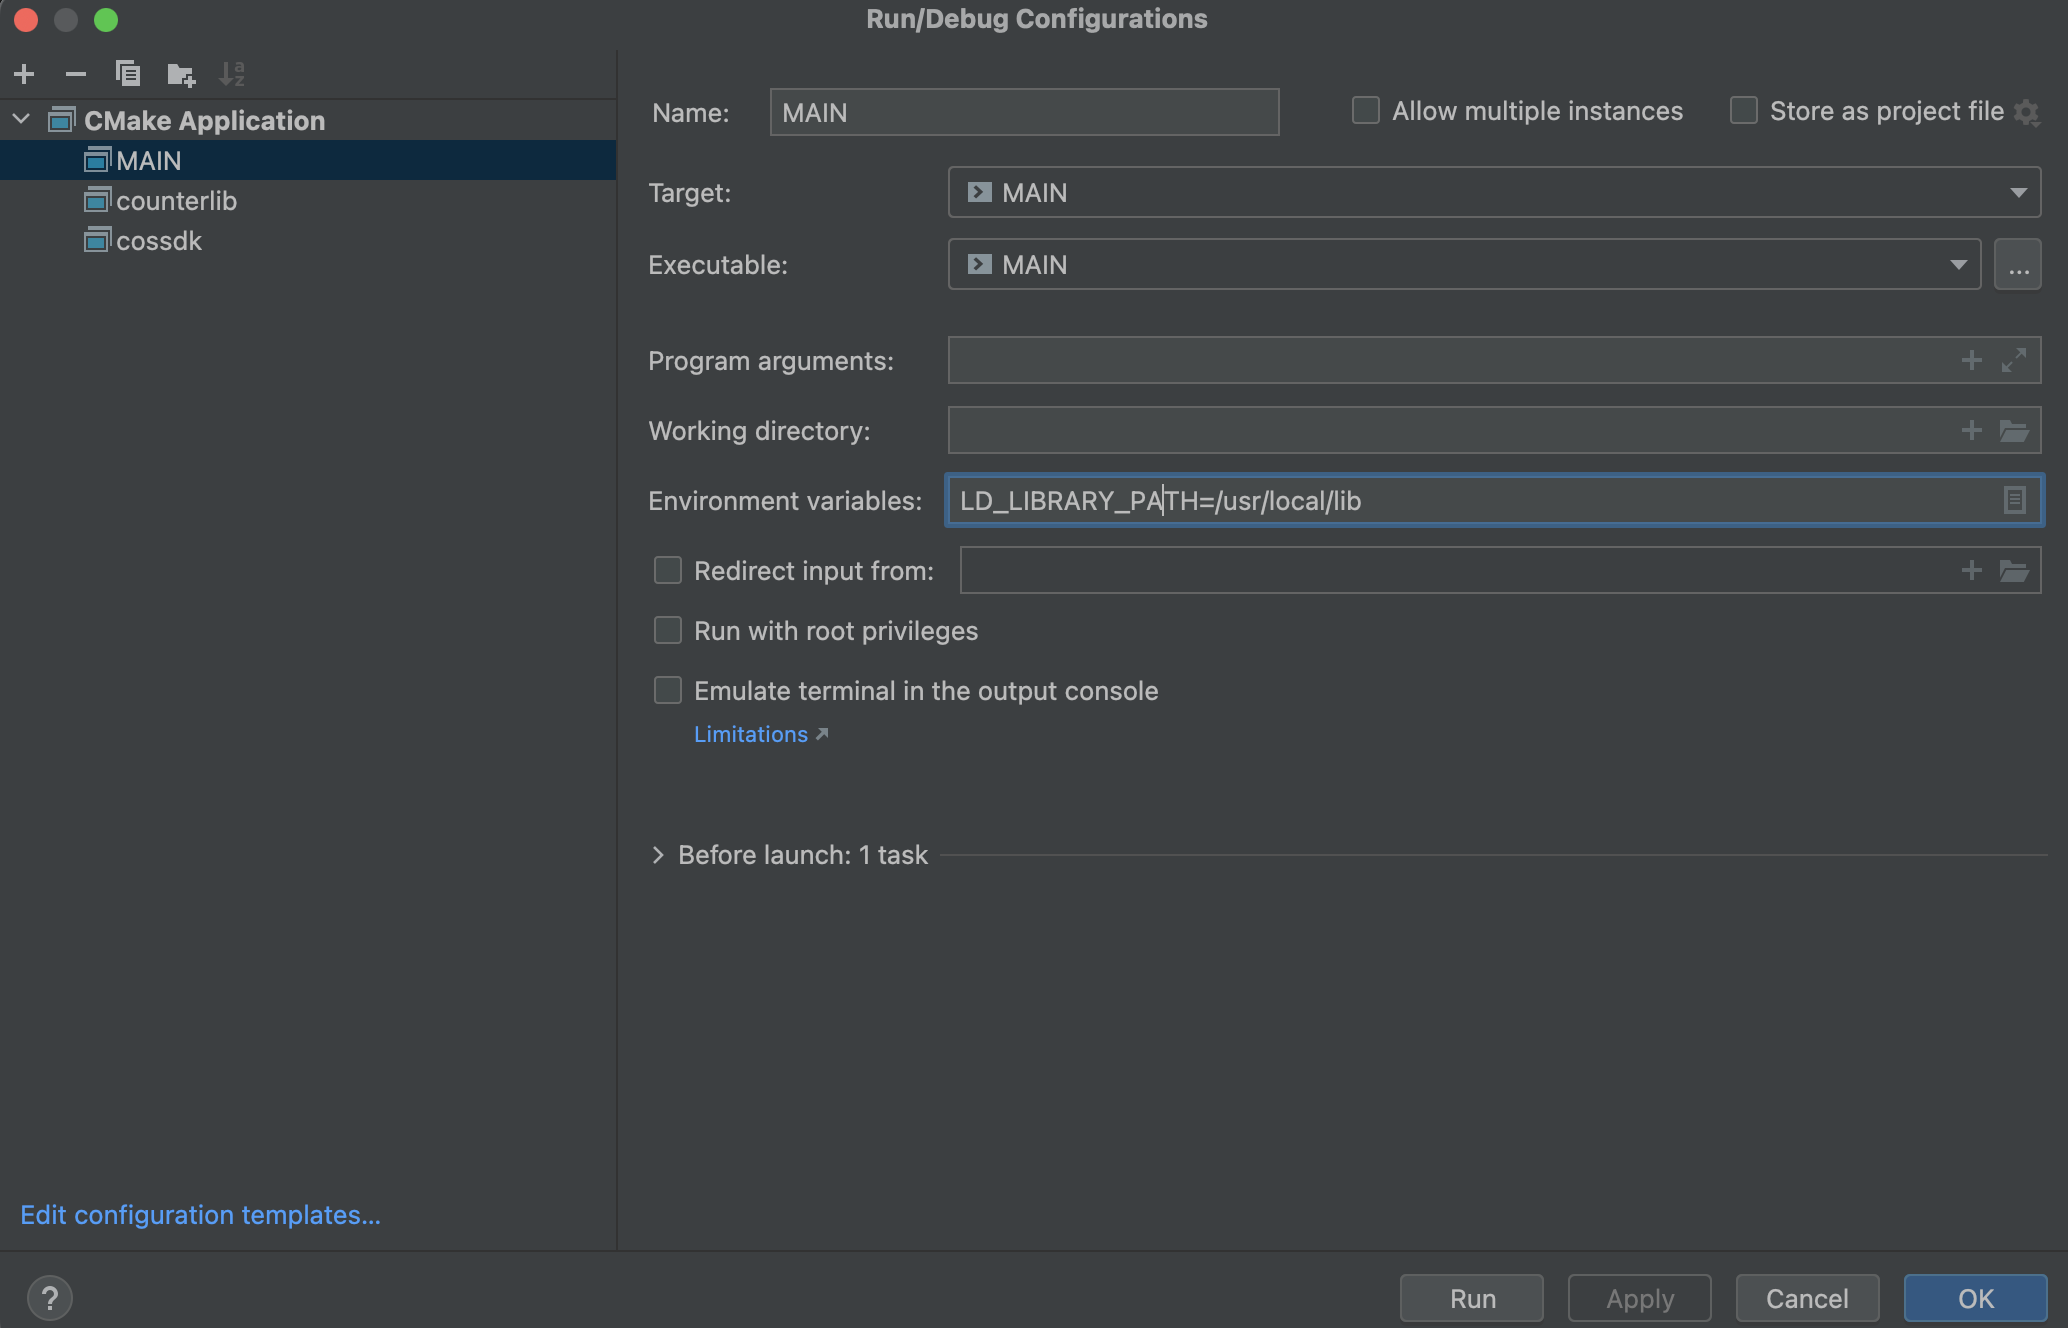 Run/Debug Configurations
CMake Application
MAIN
counterlib
cossdk
Edit configuration templates...
Name: MAIN Allow multiple instances Store as project file
Target: MAIN
Executable: MAIN ...
Program arguments:
Working directory:
Environment variables: LD_LIBRARY_PATH=/usr/local/lib
Redirect input from:
Run with root privileges
Emulate terminal in the output console
Limitations
Before launch: 1 task
? Run Apply Cancel OK